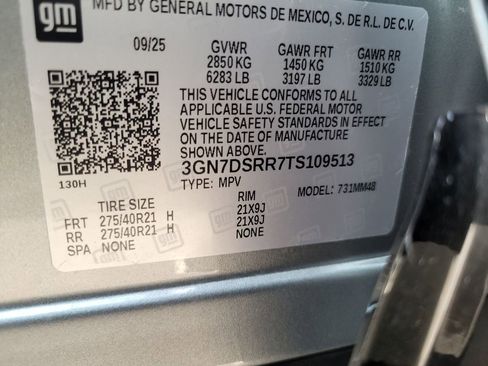 gm
MFD BY GENERAL MOTORS DE MEXICO, S. DE R.L. DE C.V.
09/25 GVWR GAWR FRT GAWR RR
2850 KG 1450 KG 1510 KG
6283 LB 3197 LB 3329 LB
THIS VEHICLE CONFORMS TO ALL
APPLICABLE U.S. FEDERAL MOTOR
VEHICLE SAFETY STANDARDS IN EFFECT
ON THE DATE OF MANUFACTURE
SHOWN ABOVE.
3GN7DSRR7TS109513
130H TYPE: MPV MODEL: 731MM48
TIRE SIZE RIM
FRT 275/40R21 H 21X9J
RR 275/40R21 H 21X9J
SPA NONE NONE